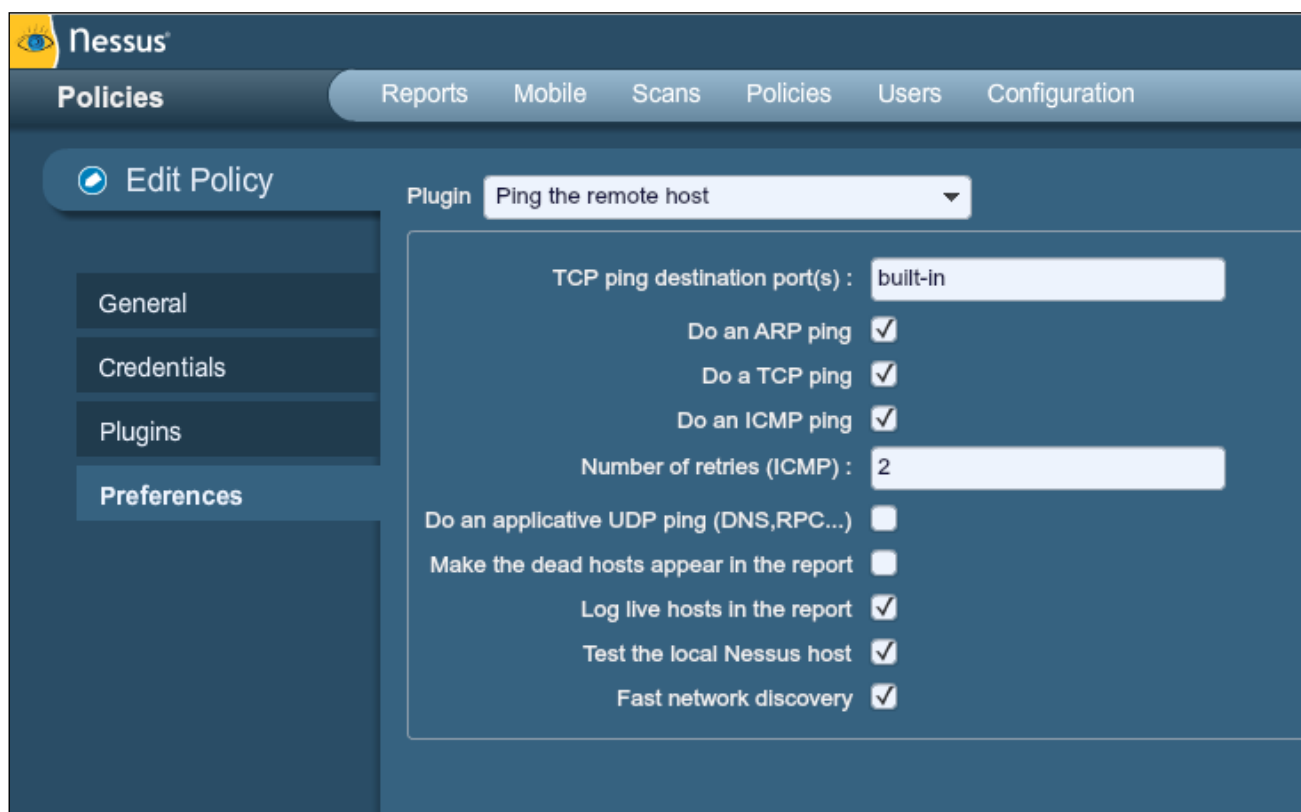 Nessus
Policies
Reports Mobile Scans Policies Users Configuration
Edit Policy
Plugin Ping the remote host
General
Credentials
Plugins
Preferences
TCP ping destination port(s) : built-in
Do an ARP ping
Do a TCP ping
Do an ICMP ping
Number of retries (ICMP) : 2
Do an applicative UDP ping (DNS,RPC...)
Make the dead hosts appear in the report
Log live hosts in the report
Test the local Nessus host
Fast network discovery